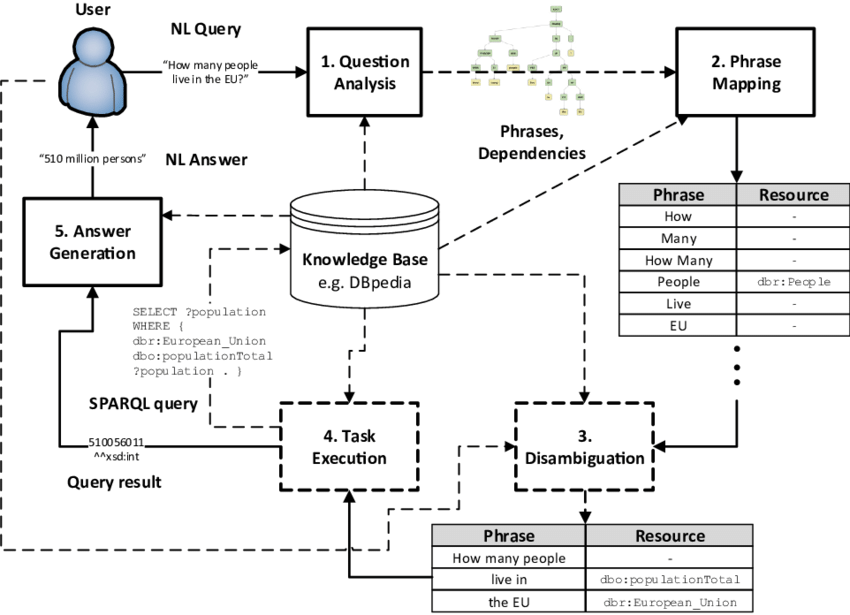 User
NL Query
“How many people
live in the EU?”
1. Question
Analysis
Phrases,
Dependencies
2. Phrase
Mapping
Phrase Resource
How -
Many -
How Many -
People dbr:People
Live -
EU -
“510 million persons”
NL Answer
5. Answer
Generation
Knowledge Base
e.g. DBpedia
SELECT ?population
WHERE {
dbr:European_Union
dbo:populationTotal
?population . }
SPARQL query
510056011
^^xsd:int
Query result
4. Task
Execution
3.
Disambiguation
Phrase Resource
How many people -
live in dbo:populationTotal
the EU dbr:European_Union